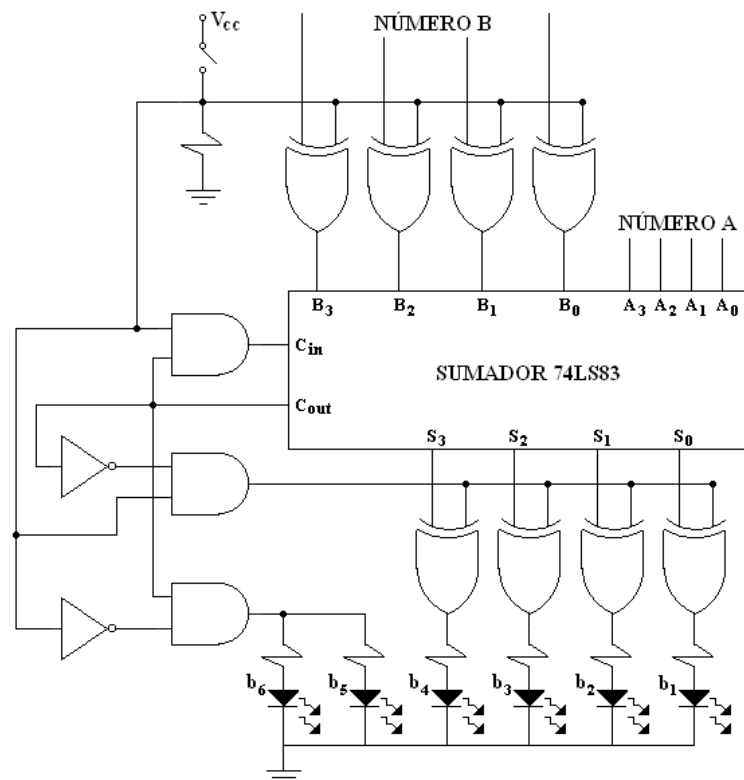 Vcc
NÚMERO B
NÚMERO A
B3 B2 B1 B0 A3 A2 A1 A0
Cin
SUMADOR 74LS83
Cout
S3 S2 S1 S0
b6 b5 b4 b3 b2 b1